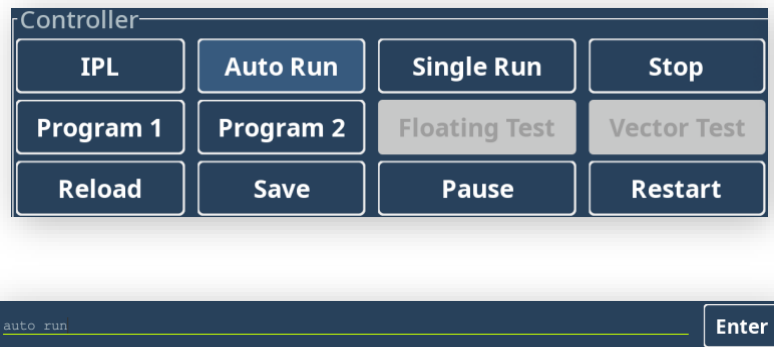 Controller
IPL Auto Run Single Run Stop
Program 1 Program 2 Floating Test Vector Test
Reload Save Pause Restart
auto run Enter